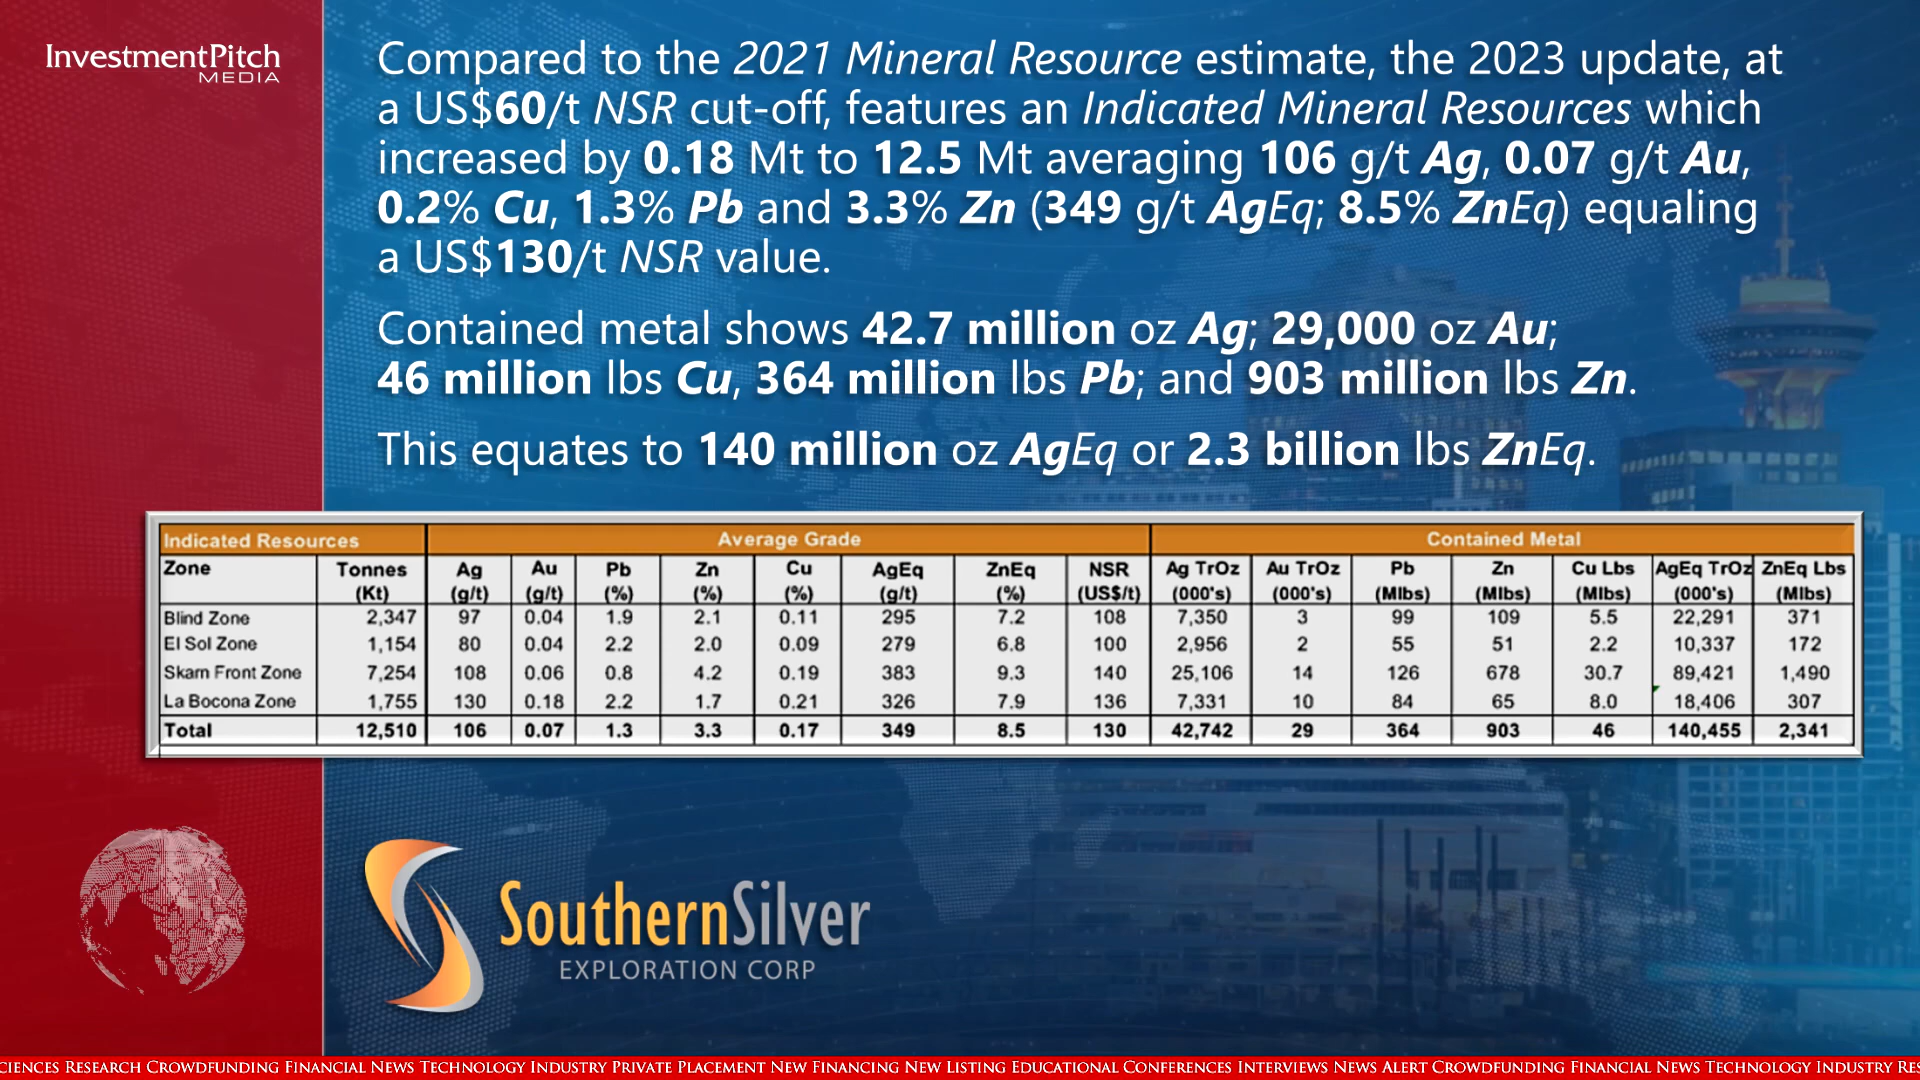 InvestmentPitch
MEDIA
Compared to the 2021 Mineral Resource estimate, the 2023 update, at
a US$60/t NSR cut-off, features an Indicated Mineral Resources which
increased by 0.18 Mt to 12.5 Mt averaging 106 g/t Ag, 0.07 g/t Au,
0.2% Cu, 1.3% Pb and 3.3% Zn (349 g/t AgEq; 8.5% ZnEq) equaling
a US$130/t NSR value.
Contained metal shows 42.7 million oz Ag; 29,000 oz Au;
46 million lbs Cu, 364 million lbs Pb; and 903 million lbs Zn.
This equates to 140 million oz AgEq or 2.3 billion lbs ZnEq.
Indicated Resources Average Grade Contained Metal
Zone Tonnes Ag Au Pb Zn Cu AgEq ZnEq NSR Ag TrOz Au TrOz Pb Zn Cu Lbs AgEq TrOz ZnEq Lbs
(Kt) (g/t) (g/t) (%) (%) (%) (g/t) (%) (US$/t) (000's) (000's) (Mlbs) (Mlbs) (Mlbs) (000's) (Mlbs)
Blind Zone 2,347 97 0.04 1.9 2.1 0.11 295 7.2 108 7,350 3 99 109 5.5 22,291 371
El Sol Zone 1,154 80 0.04 2.2 2.0 0.09 279 6.8 100 2,956 2 55 51 2.2 10,337 172
Skarn Front Zone 7,254 108 0.06 0.8 4.2 0.19 383 9.3 140 25,106 14 126 678 30.7 89,421 1,490
La Bocona Zone 1,755 130 0.18 2.2 1.7 0.21 326 7.9 136 7,331 10 84 65 8.0 18,406 307
Total 12,510 106 0.07 1.3 3.3 0.17 349 8.5 130 42,742 29 364 903 46 140,455 2,341
SouthernSilver
EXPLORATION CORP
CIENCES RESEARCH CROWDFUNDING FINANCIAL NEWS TECHNOLOGY INDUSTRY PRIVATE PLACEMENT NEW FINANCING NEW LISTING EDUCATIONAL CONFERENCES INTERVIEWS NEWS ALERT CROWDFUNDING FINANCIAL NEWS TECHNOLOGY INDUSTRY RES